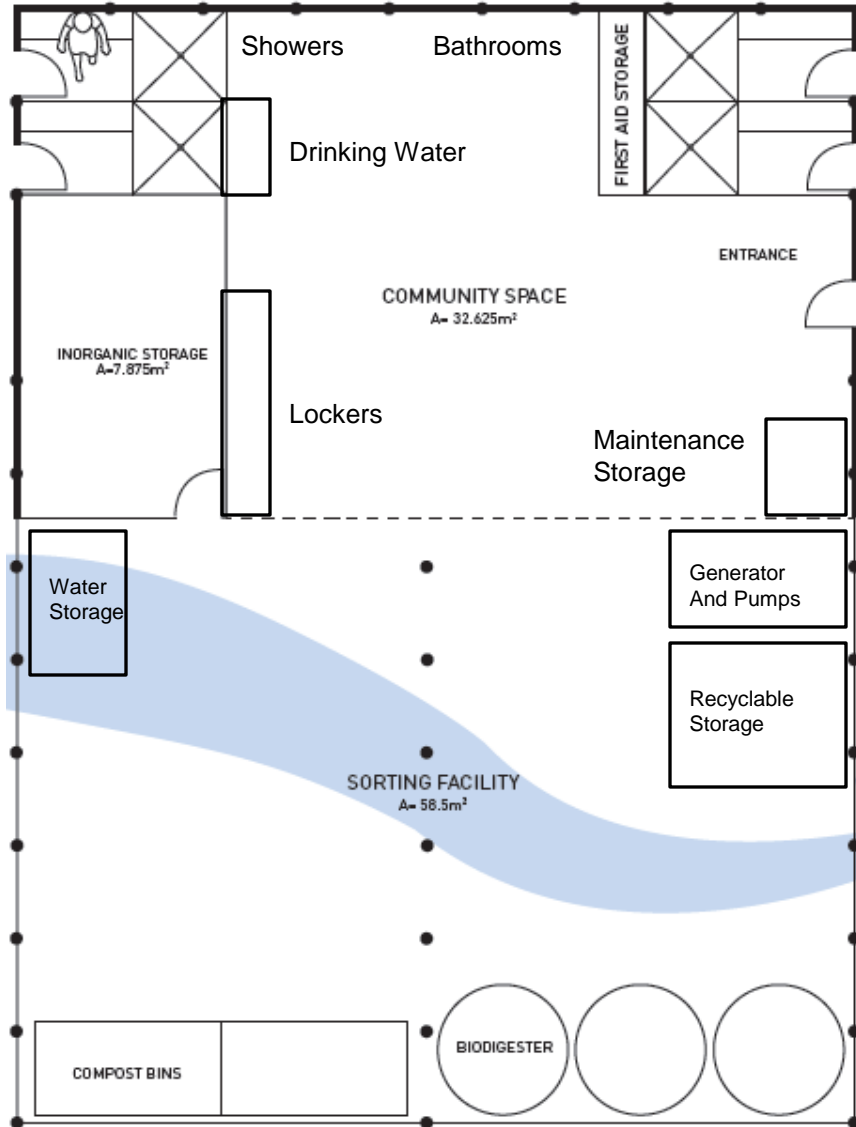 Showers
Bathrooms
FIRST AID STORAGE
Drinking Water
ENTRANCE
COMMUNITY SPACE
A= 32.625m²
INORGANIC STORAGE
A=7.875m²
Lockers
Maintenance
Storage
Water
Storage
Generator
And Pumps
Recyclable
Storage
SORTING FACILITY
A= 58.5m²
BIODIGESTER
COMPOST BINS